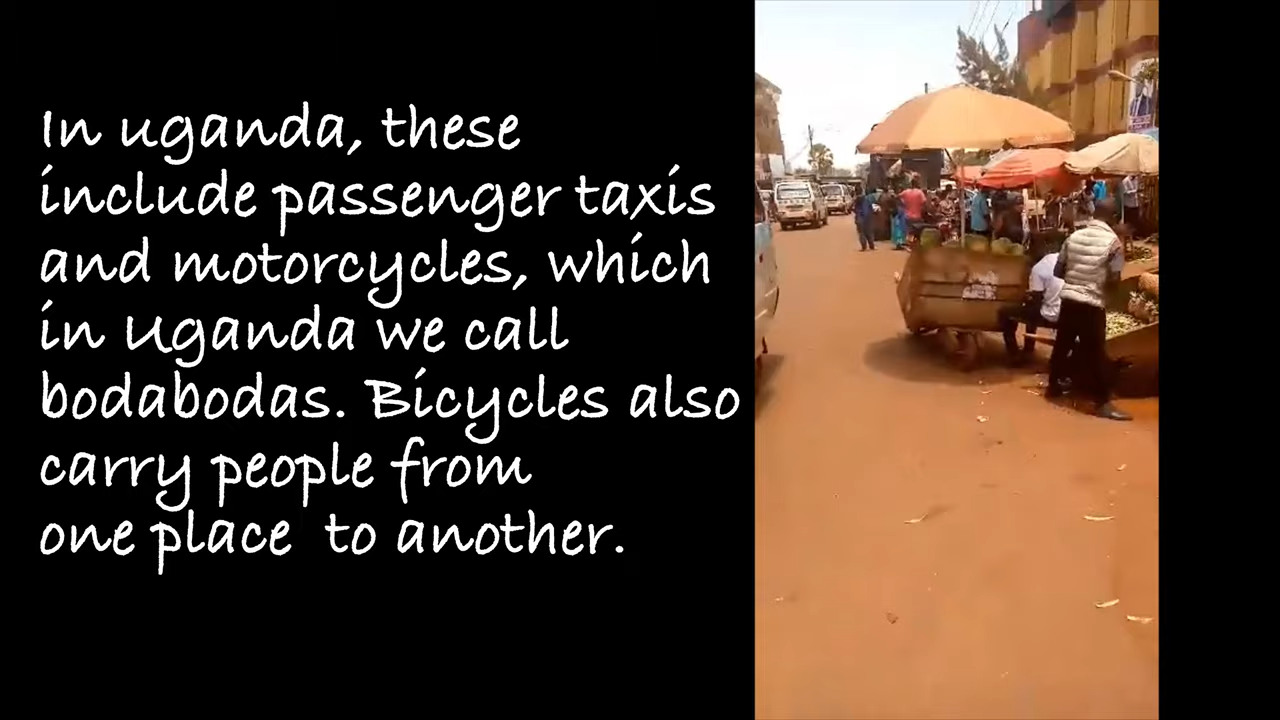 In uganda, these
include passenger taxis
and motorcycles, which
in Uganda we call
bodabodas. Bicycles also
carry people from
one place  to another.